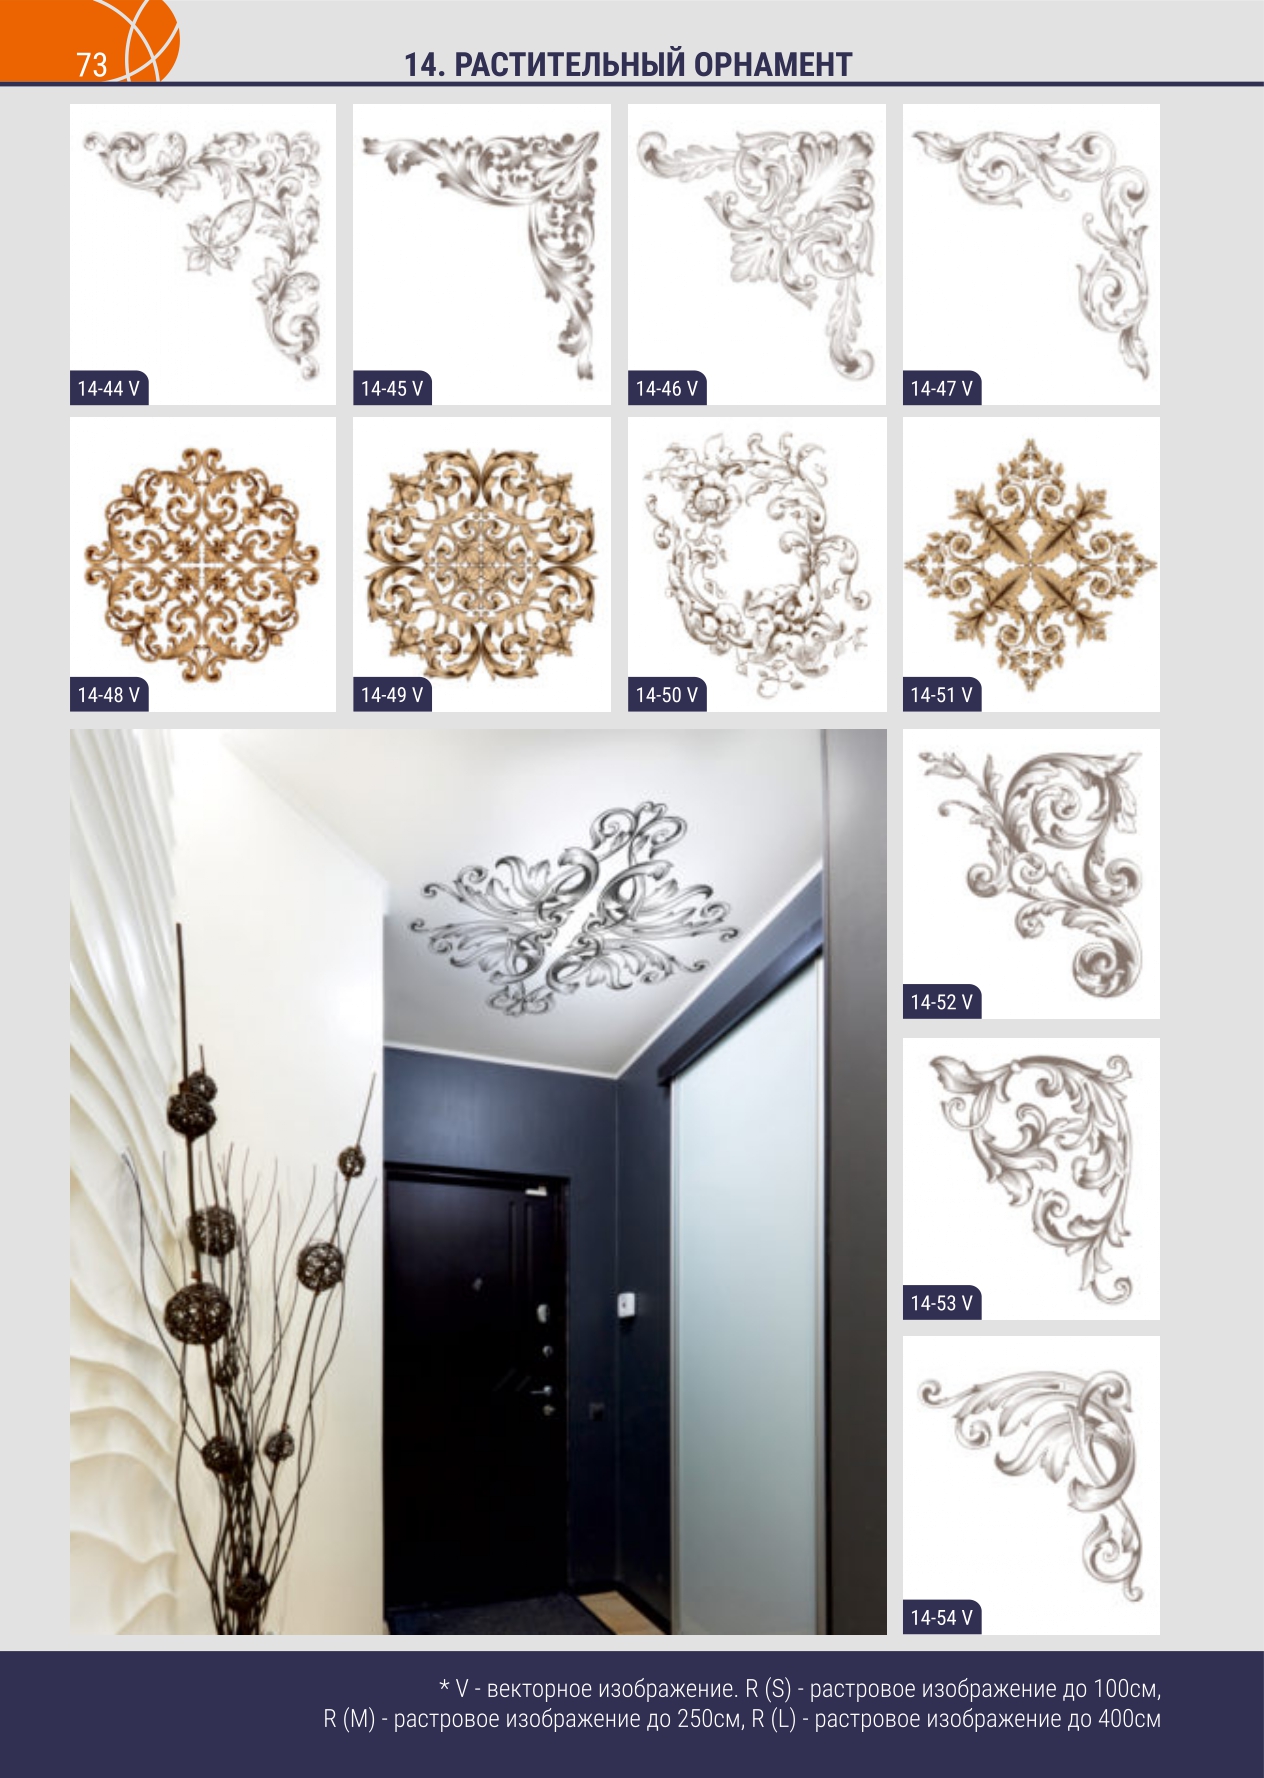 73
14. РАСТИТЕЛЬНЫЙ ОРНАМЕНТ
14-44 V
14-45 V
14-46 V
14-47 V
14-48 V
14-49 V
14-50 V
14-51 V
14-52 V
14-53 V
14-54 V
* V - векторное изображение. R (S) - растровое изображение до 100см,
R (M) - растровое изображение до 250см, R (L) - растровое изображение до 400см